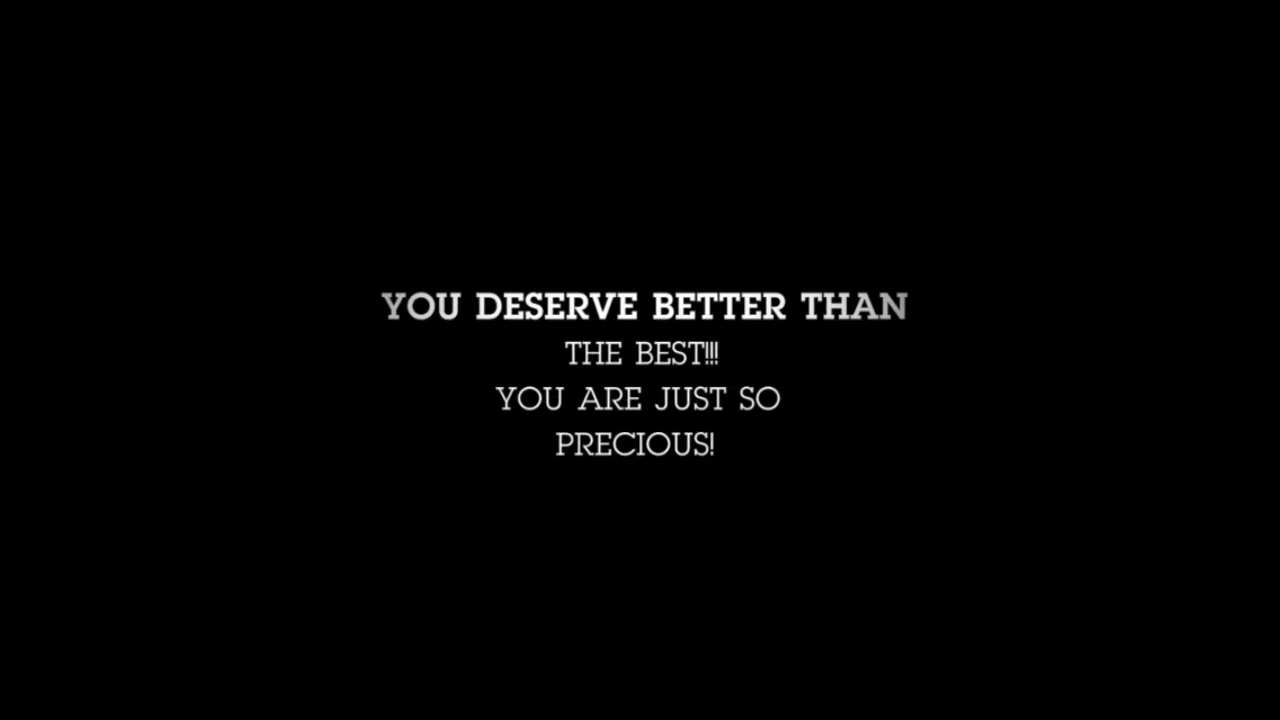 YOU DESERVE BETTER THAN
THE BEST!!!
YOU ARE JUST SO
PRECIOUS!